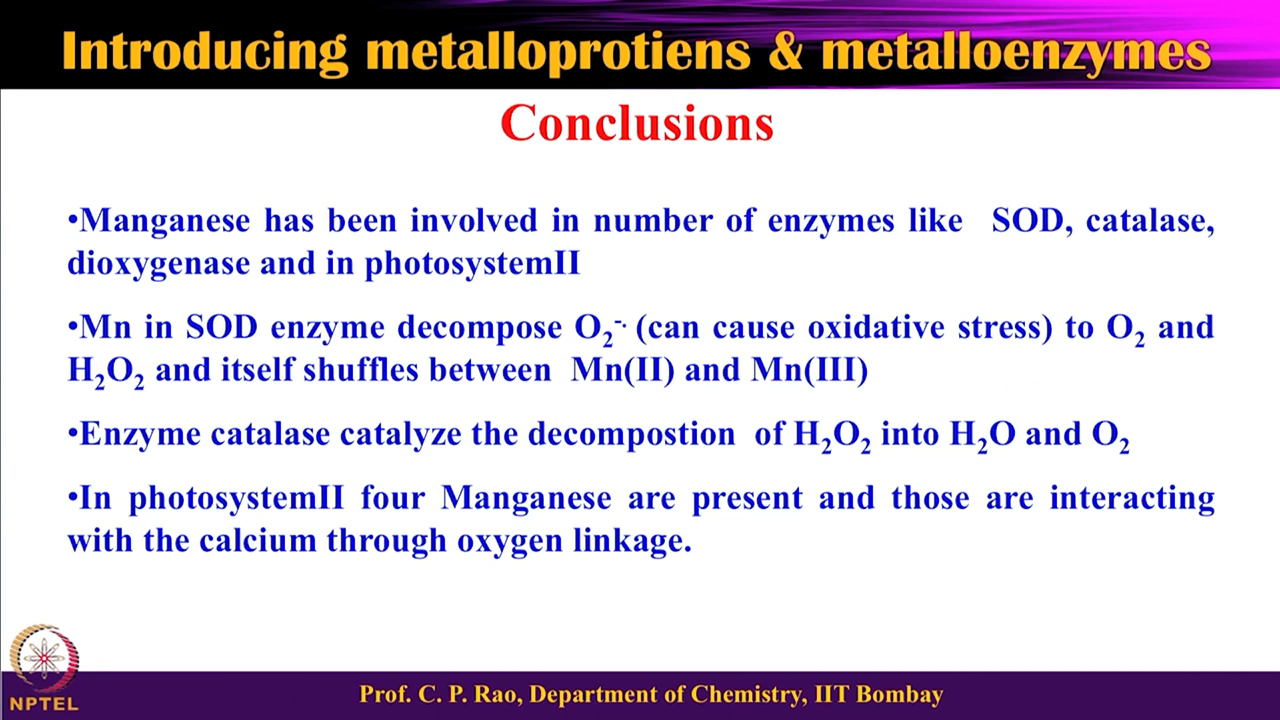 Introducing metalloprotiens & metalloenzymes
Conclusions
•Manganese has been involved in number of enzymes like SOD, catalase,
dioxygenase and in photosystemII
•Mn in SOD enzyme decompose O₂⁻· (can cause oxidative stress) to O₂ and
H₂O₂ and itself shuffles between Mn(II) and Mn(III)
•Enzyme catalase catalyze the decompostion of H₂O₂ into H₂O and O₂
•In photosystemII four Manganese are present and those are interacting
with the calcium through oxygen linkage.
NPTEL
Prof. C. P. Rao, Department of Chemistry, IIT Bombay